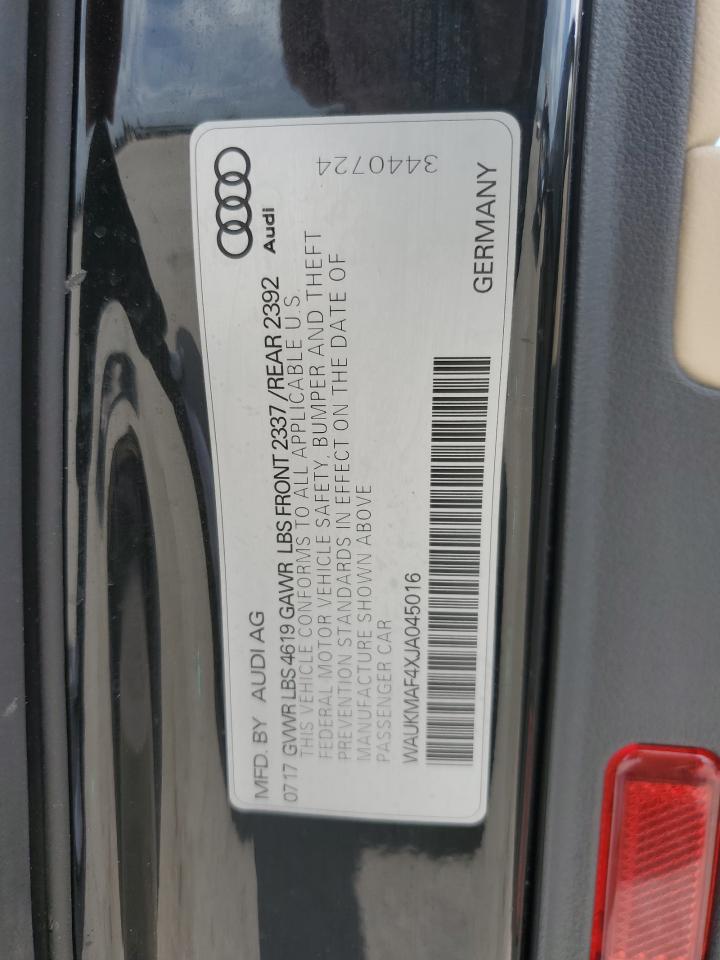 MFD. BY AUDI AG
Audi
0717 GVWR LBS 4619 GAWR LBS FRONT 2337 /REAR 2392
THIS VEHICLE CONFORMS TO ALL APPLICABLE U.S.
FEDERAL MOTOR VEHICLE SAFETY, BUMPER AND THEFT
PREVENTION STANDARDS IN EFFECT ON THE DATE OF
MANUFACTURE SHOWN ABOVE
PASSENGER CAR
WAUKMAF4XJA045016
3440724
GERMANY